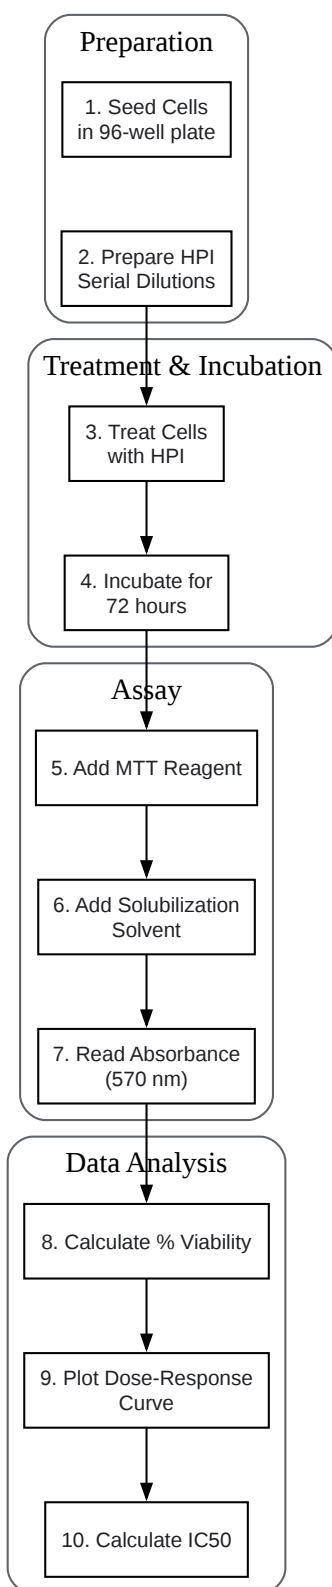 Preparation
1. Seed Cells
in 96-well plate
2. Prepare HPI
Serial Dilutions
Treatment & Incubation
3. Treat Cells
with HPI
4. Incubate for
72 hours
Assay
5. Add MTT Reagent
6. Add Solubilization
Solvent
7. Read Absorbance
(570 nm)
Data Analysis
8. Calculate % Viability
9. Plot Dose-Response
Curve
10. Calculate IC50